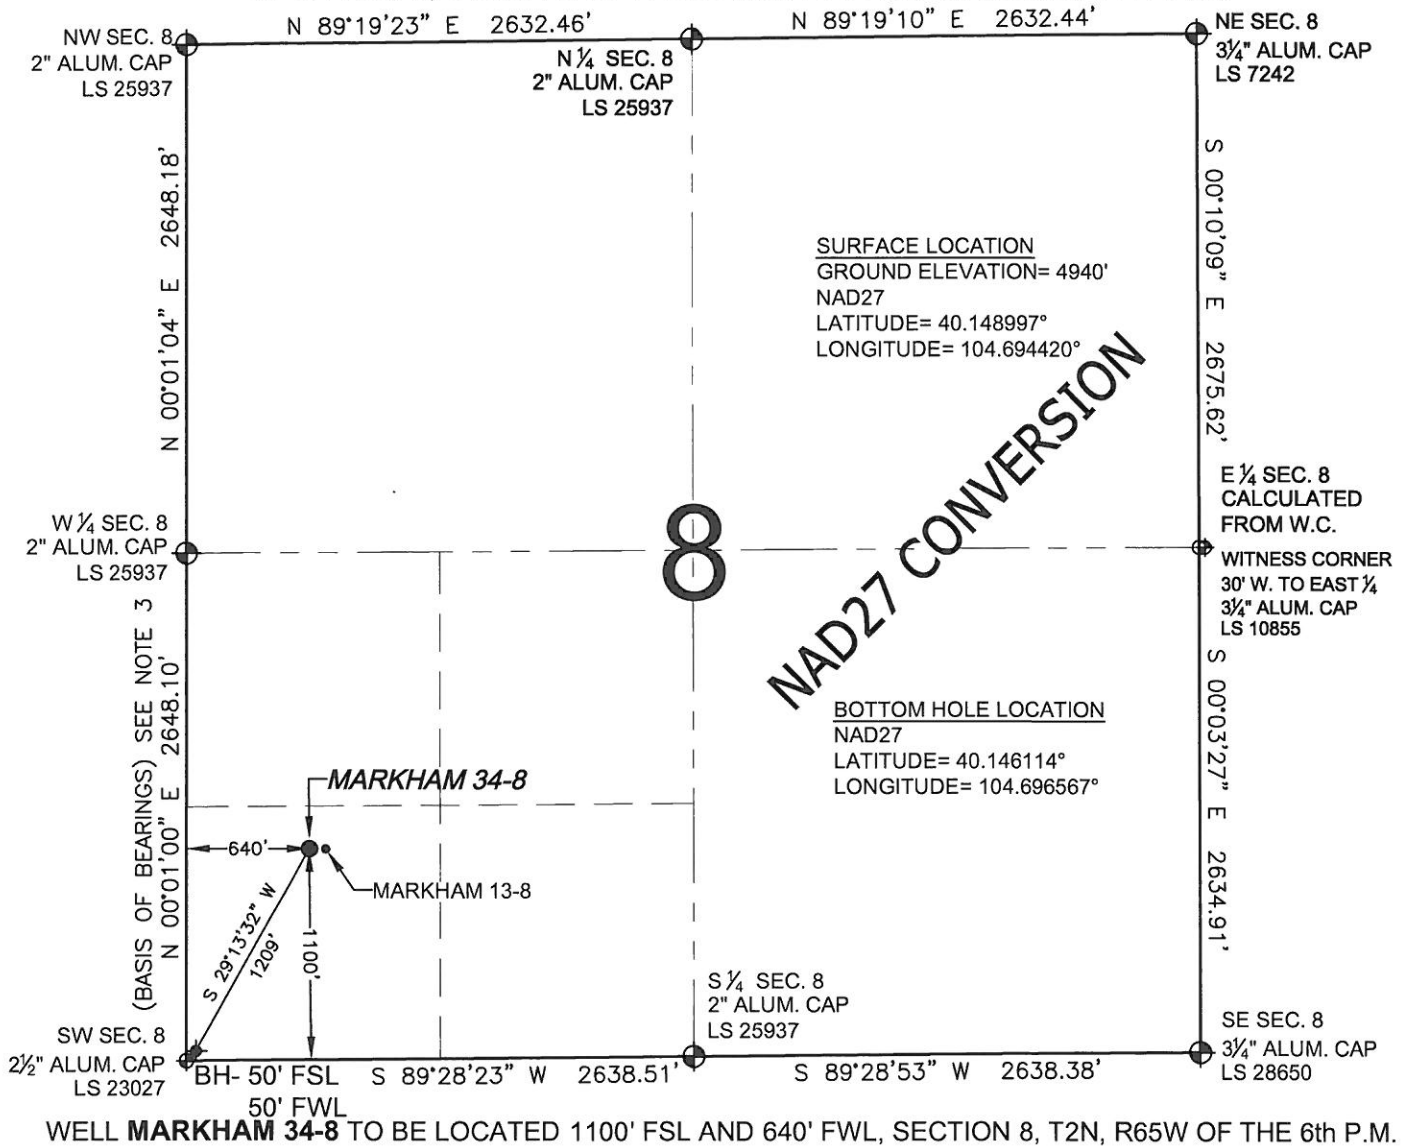 N 89°19'23" E 2632.46'
N 89°19'10" E 2632.44'
NW SEC. 8
2" ALUM. CAP
LS 25937
N ¼ SEC. 8
2" ALUM. CAP
LS 25937
NE SEC. 8
3¼" ALUM. CAP
LS 7242
N 00°01'04" E 2648.18'
S 00°10'09" E 2675.62'
SURFACE LOCATION
GROUND ELEVATION= 4940'
NAD27
LATITUDE= 40.148997°
LONGITUDE= 104.694420°
NAD27 CONVERSION
W ¼ SEC. 8
2" ALUM. CAP
LS 25937
8
E ¼ SEC. 8
CALCULATED
FROM W.C.
WITNESS CORNER
30' W. TO EAST ¼
3¼" ALUM. CAP
LS 10855
(BASIS OF BEARINGS) SEE NOTE 3
N 00°01'00" E 2648.10'
S 00°03'27" E 2634.91'
BOTTOM HOLE LOCATION
NAD27
LATITUDE= 40.146114°
LONGITUDE= 104.696567°
MARKHAM 34-8
640'
MARKHAM 13-8
S 29°13'32" W
1209'
1100'
S ¼ SEC. 8
2" ALUM. CAP
LS 25937
SW SEC. 8
2½" ALUM. CAP
LS 23027
SE SEC. 8
3¼" ALUM. CAP
LS 28650
BH- 50' FSL
50' FWL
S 89°28'23" W 2638.51'
S 89°28'53" W 2638.38'
WELL MARKHAM 34-8 TO BE LOCATED 1100' FSL AND 640' FWL, SECTION 8, T2N, R65W OF THE 6th P.M.